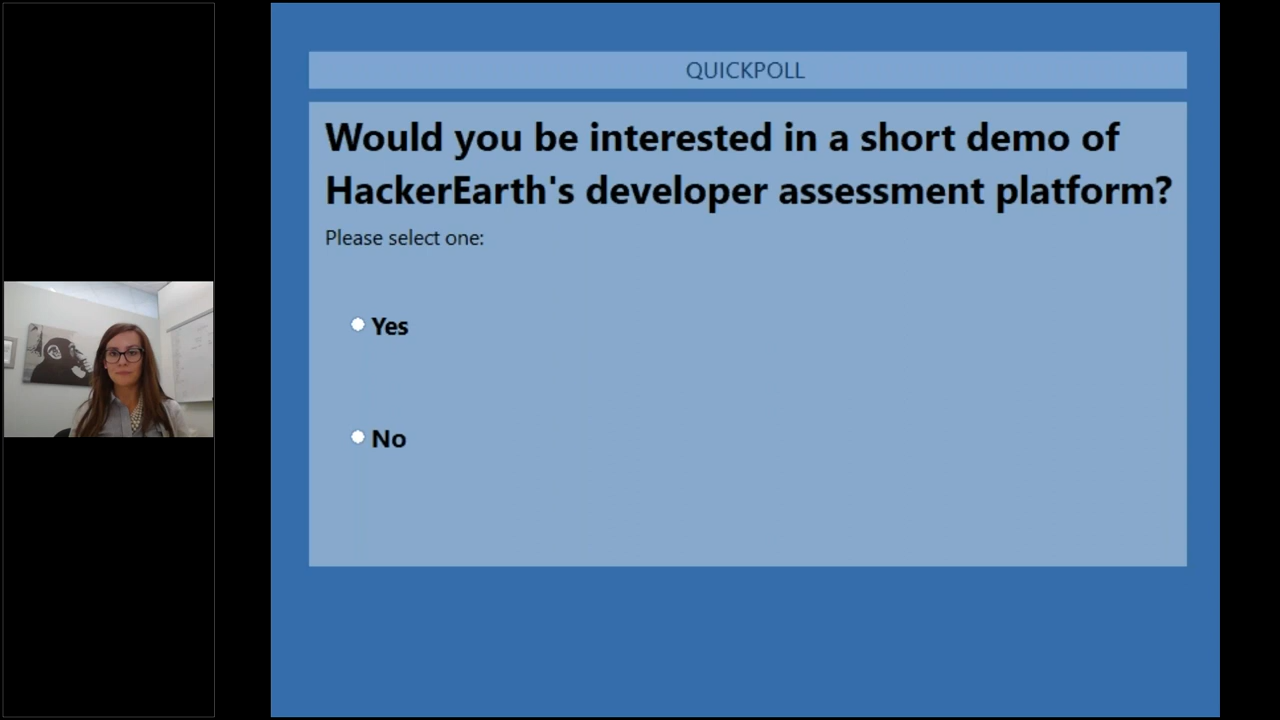 QUICKPOLL
Would you be interested in a short demo of
HackerEarth's developer assessment platform?
Please select one:
Yes
No